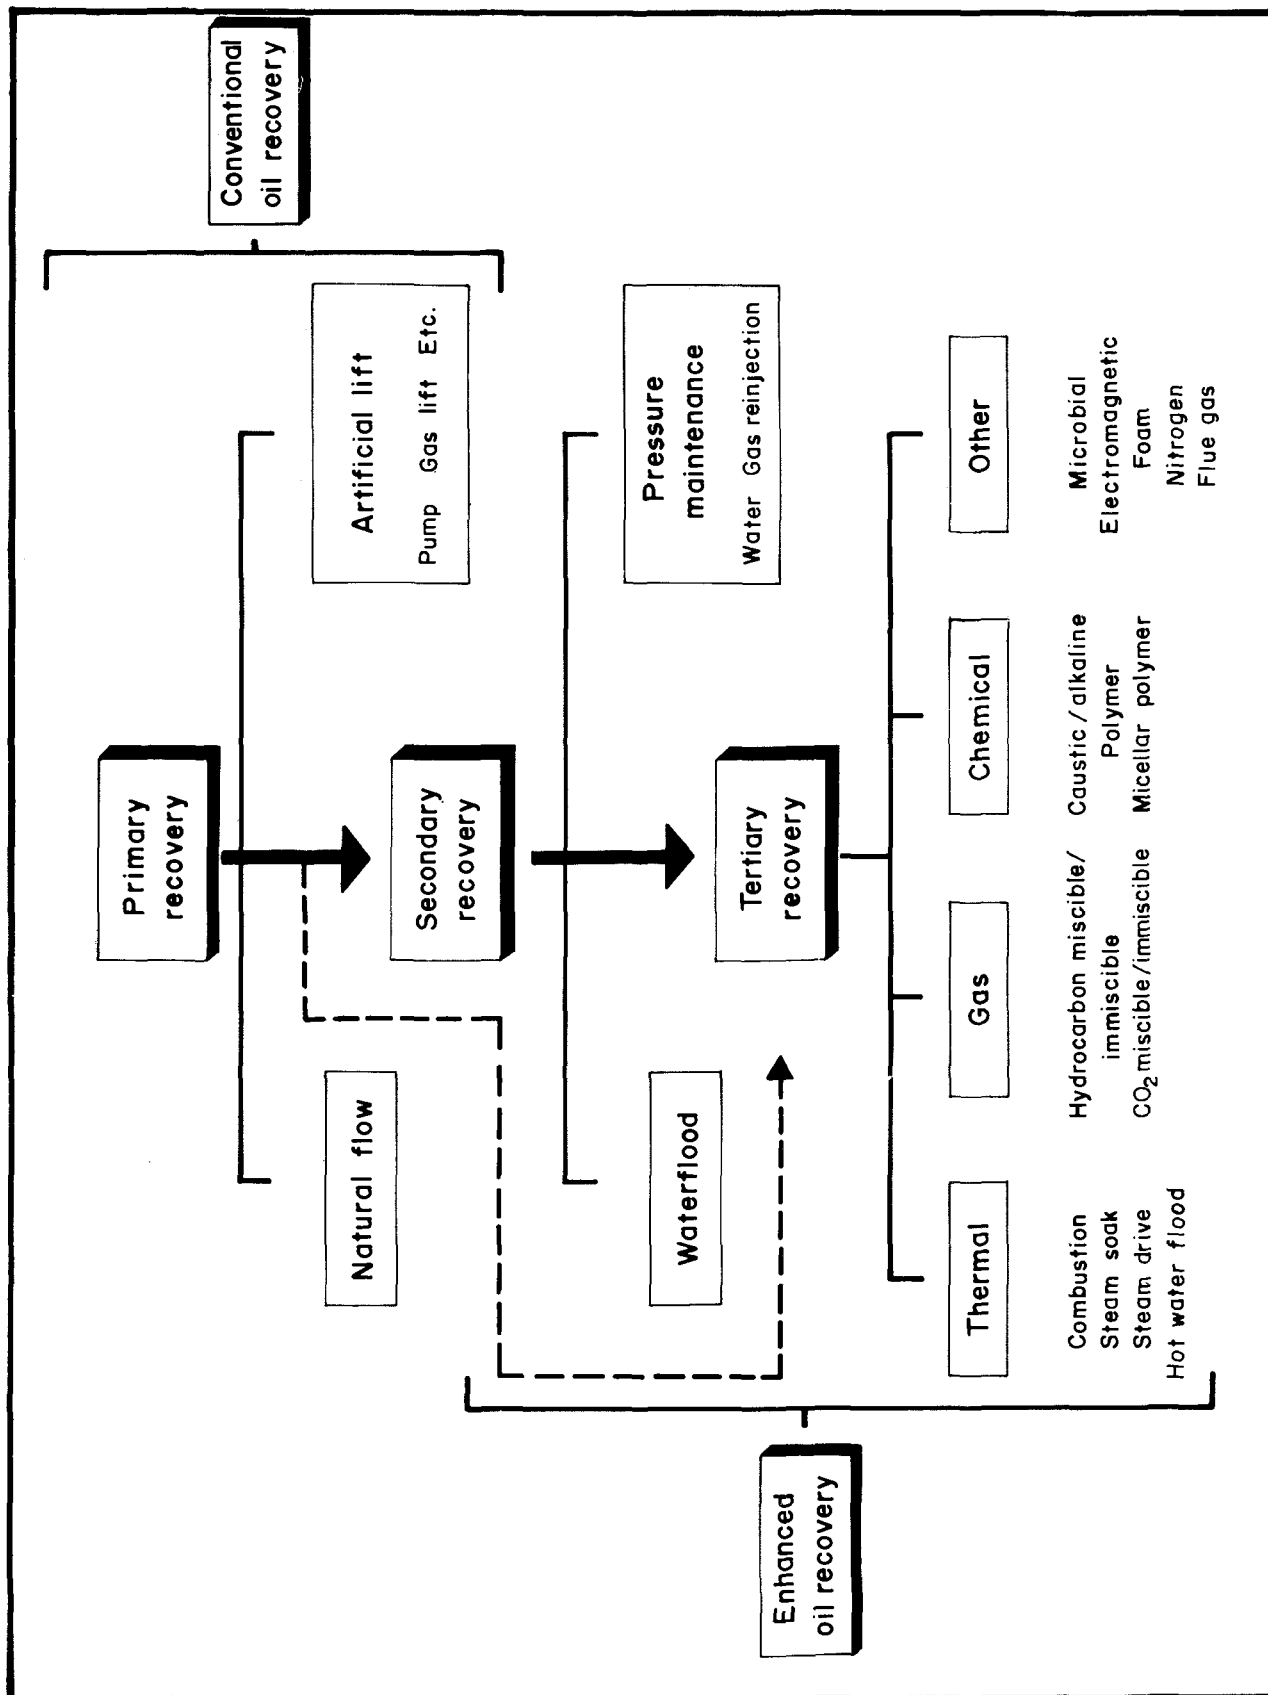 Conventional
oil recovery
Primary
recovery
Natural flow
Artificial lift
Pump Gas lift Etc.
Secondary
recovery
Waterflood
Pressure
maintenance
Water Gas reinjection
Enhanced
oil recovery
Tertiary
recovery
Thermal
Combustion
Steam soak
Steam drive
Hot water flood
Gas
Hydrocarbon miscible/
immiscible
CO2 miscible/immiscible
Chemical
Caustic/alkaline
Polymer
Micellar polymer
Other
Microbial
Electromagnetic
Foam
Nitrogen
Flue gas